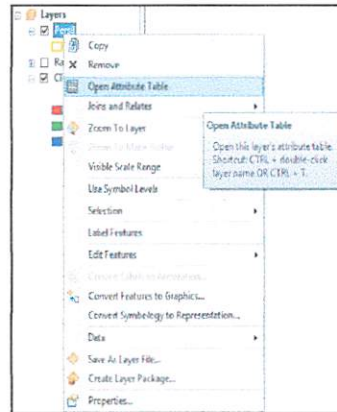 Layers
Copy
Remove
Open Attribute Table
Joins and Relates
Zoom To Layer
Visible Scale Range
Use Symbol Levels
Selection
Label Features
Edit Features
Convert Features to Graphics...
Convert Symbology to Representation...
Data
Save As Layer File...
Create Layer Package...
Properties...
Open Attribute Table
Open this layer's attribute table.
Shortcut: CTRL + double-click
layer name OR CTRL + T.